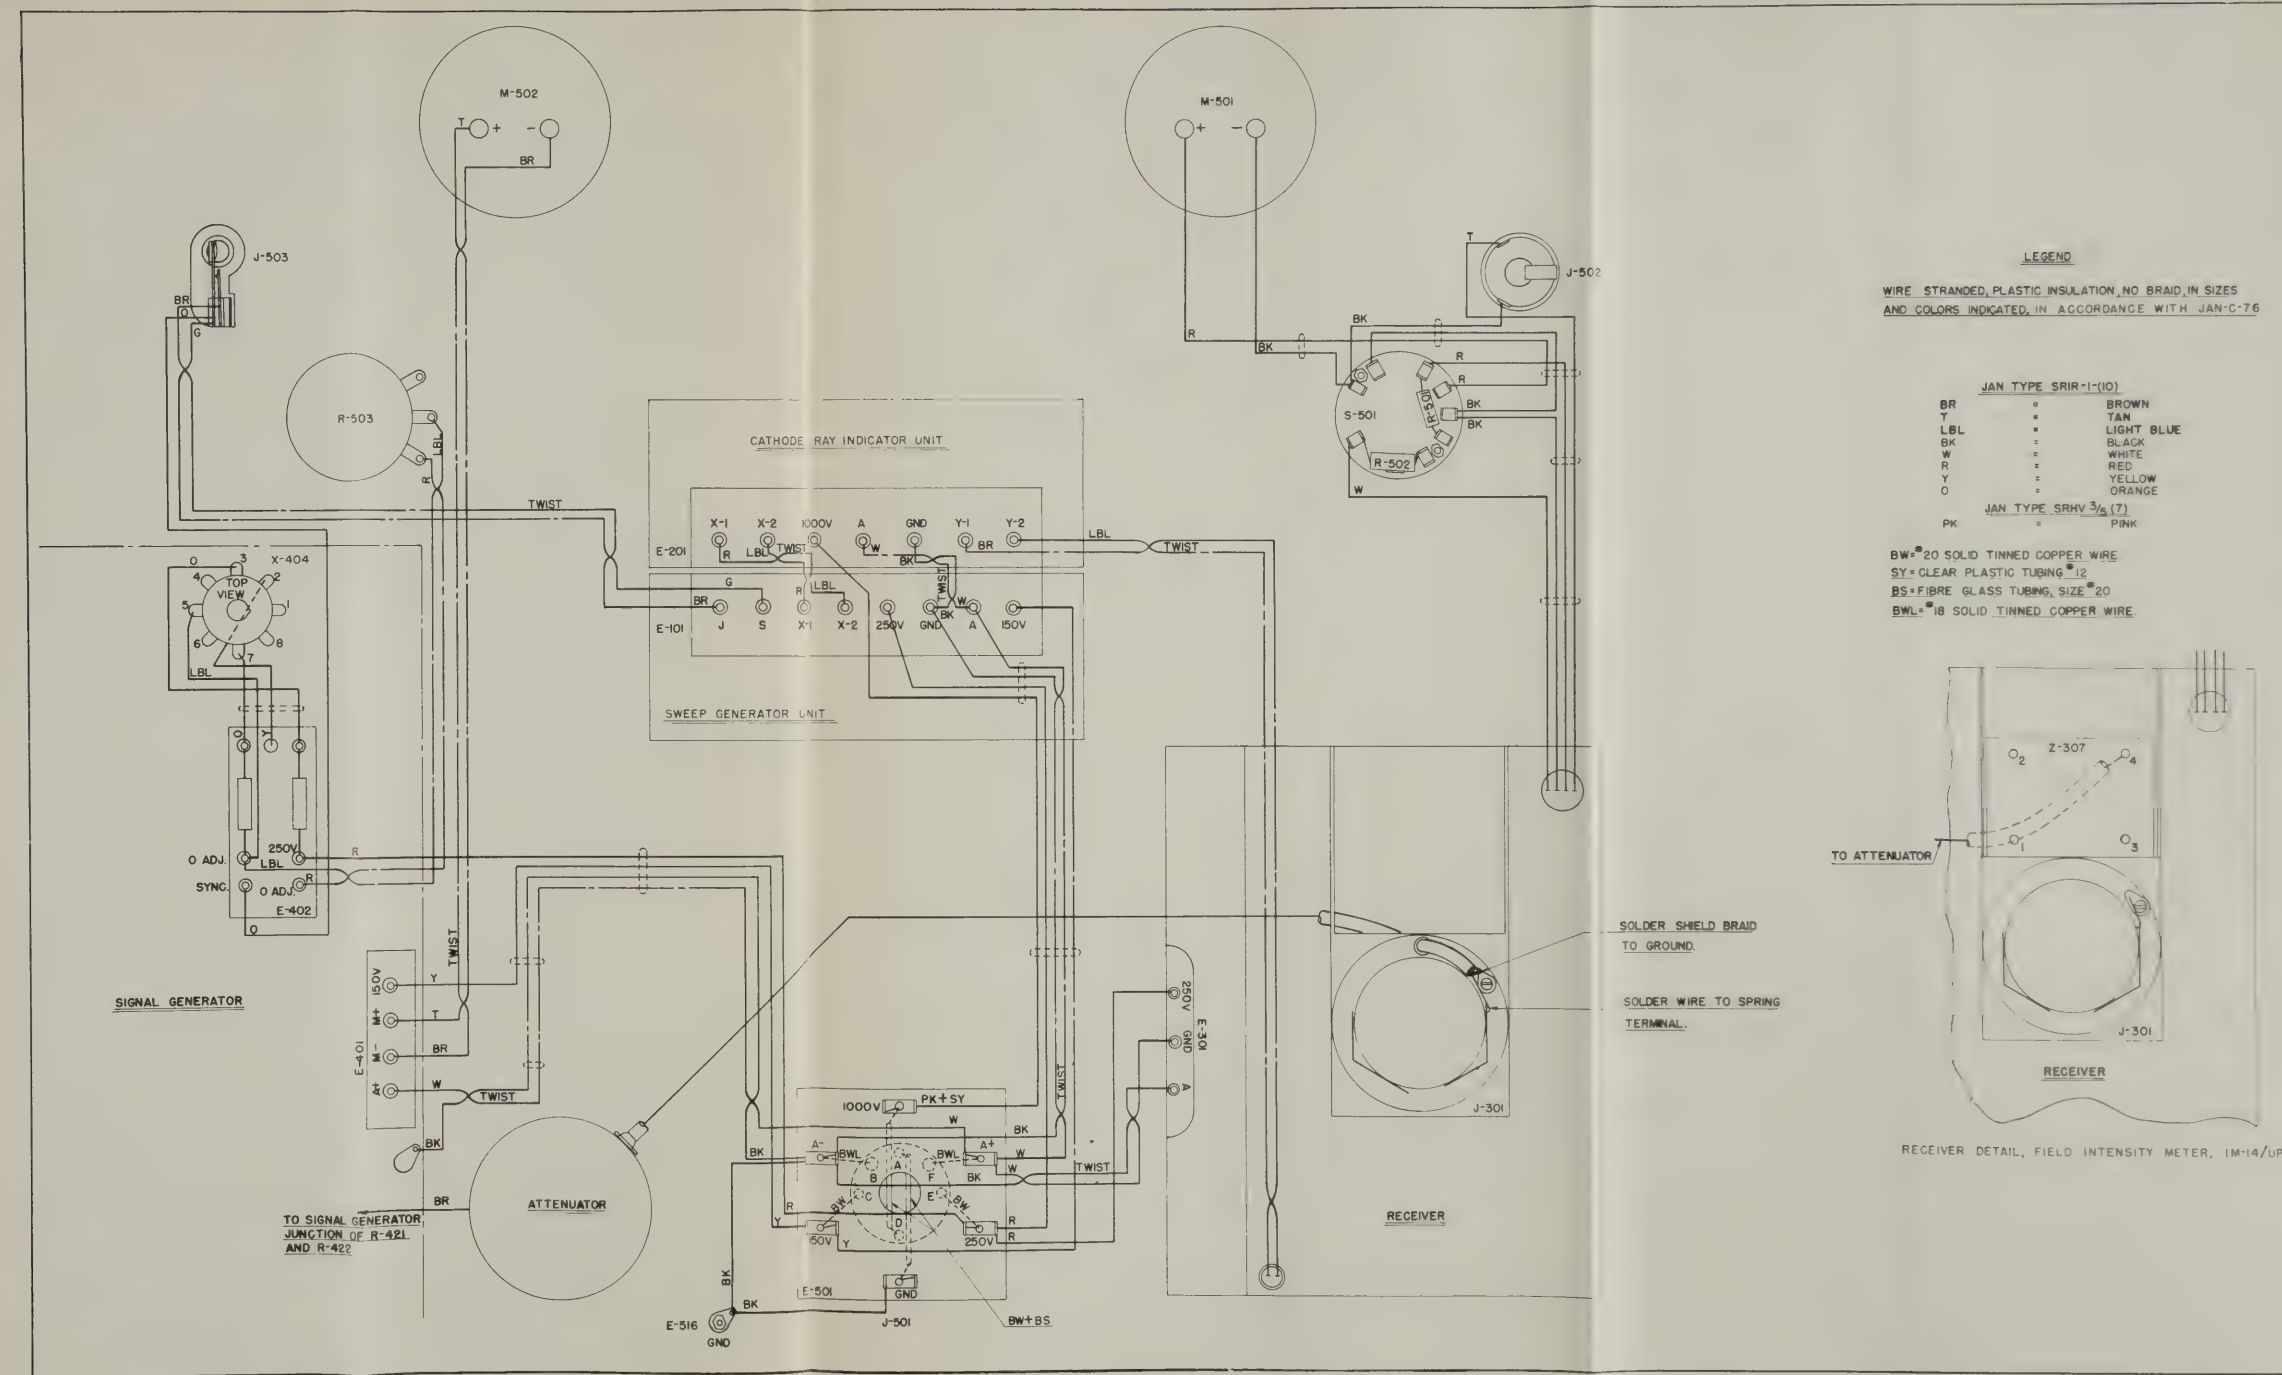 M-502
T + -
BR
M-501
+ -
R
BK
J-503
BR
O
G
R-503
LBL
R
T
J-502
BK
R
R
BK
BK
S-501
R-501
R-502
W
LEGEND
WIRE STRANDED, PLASTIC INSULATION, NO BRAID, IN SIZES
AND COLORS INDICATED, IN ACCORDANCE WITH JAN-C-76
JAN TYPE SRIR-1-(10)
BR " BROWN
T " TAN
LBL " LIGHT BLUE
BK " BLACK
W " WHITE
R " RED
Y " YELLOW
O " ORANGE
JAN TYPE SRHV 3/5 (7)
PK " PINK
BW=#20 SOLID TINNED COPPER WIRE
SY=CLEAR PLASTIC TUBING #12
BS=FIBRE GLASS TUBING, SIZE #20
BWL=#18 SOLID TINNED COPPER WIRE
CATHODE RAY INDICATOR UNIT
TWIST
X-1 X-2 1000V A GND Y-1 Y-2
E-201
R LBL TWIST W BK BR
LBL
TWIST
G
BR
R LBL TWIST BK W
E-101
J S X-1 X-2 250V GND A 150V
SWEEP GENERATOR UNIT
X-404
O
3
4 TOP 2
VIEW
5 1
6 8
7
LBL
O Y
O ADJ. 250V
LBL
R
SYNC. O ADJ. R
E-402
O
SIGNAL GENERATOR
TWIST
E-401
150V Y
M+ T
M- BR
A+ W
TWIST
BK
ATTENUATOR
BR
TO SIGNAL GENERATOR
JUNCTION OF R-421
AND R-422
1000V PK+SY
W
BK
A- A+
BK BWL A BWL W
W
TWIST
B F BK
C E
BW BW
R D R
Y R
150V Y 250V
TWIST
E-501 GND
BK
BK
E-516
GND
J-501
BW+BS
250V
GND
A
E-301
RECEIVER
J-301
SOLDER SHIELD BRAID
TO GROUND.
SOLDER WIRE TO SPRING
TERMINAL.
Z-307
2 4
1 3
TO ATTENUATOR
J-301
RECEIVER
RECEIVER DETAIL, FIELD INTENSITY METER, IM-14/UP